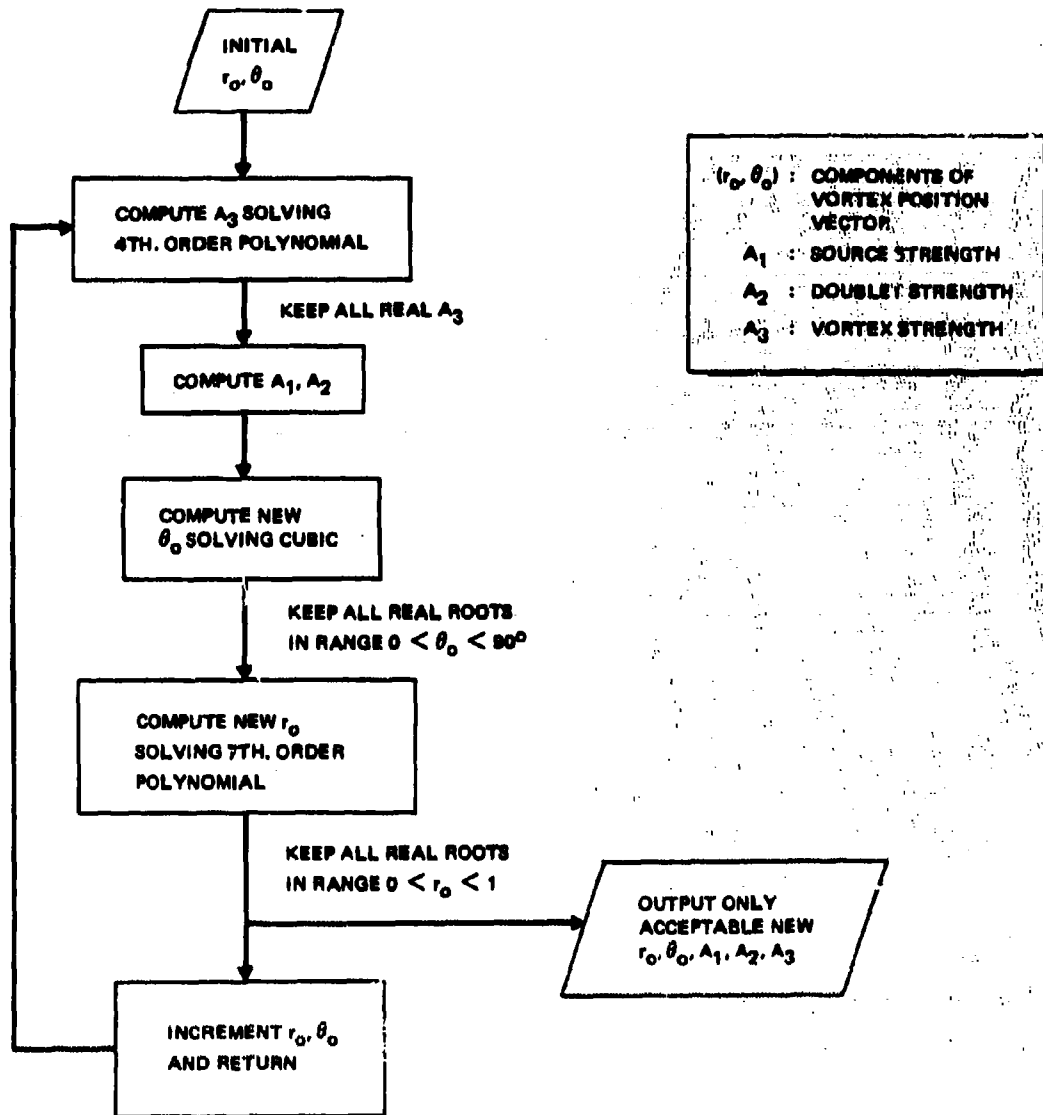 INITIAL
r₀, θ₀
COMPUTE A₃ SOLVING
4TH. ORDER POLYNOMIAL
KEEP ALL REAL A₃
COMPUTE A₁, A₂
COMPUTE NEW
θ₀ SOLVING CUBIC
KEEP ALL REAL ROOTS
IN RANGE 0 < θ₀ < 90°
COMPUTE NEW r₀
SOLVING 7TH. ORDER
POLYNOMIAL
KEEP ALL REAL ROOTS
IN RANGE 0 < r₀ < 1
OUTPUT ONLY
ACCEPTABLE NEW
r₀, θ₀, A₁, A₂, A₃
INCREMENT r₀, θ₀
AND RETURN
(r₀, θ₀) : COMPONENTS OF
VORTEX POSITION
VECTOR
A₁ : SOURCE STRENGTH
A₂ : DOUBLET STRENGTH
A₃ : VORTEX STRENGTH